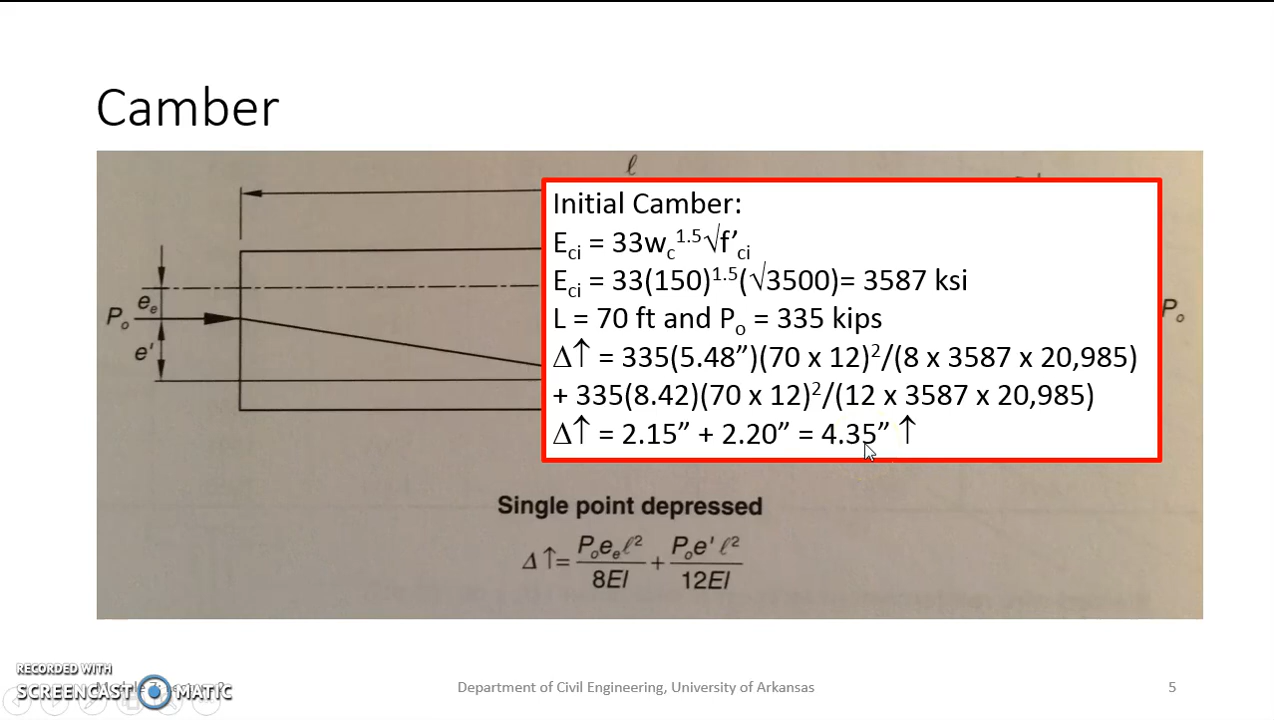 Camber
ℓ
Initial Camber:
E_ci = 33w_c^1.5√f’_ci
E_ci = 33(150)^1.5(√3500)= 3587 ksi
L = 70 ft and P_o = 335 kips
Δ↑ = 335(5.48”)(70 x 12)²/(8 x 3587 x 20,985)
+ 335(8.42)(70 x 12)²/(12 x 3587 x 20,985)
Δ↑ = 2.15” + 2.20” = 4.35” ↑
e_e
P_o
e'
P_o
Single point depressed
Δ↑= P_o e_e ℓ²/8EI + P_o e' ℓ²/12EI
RECORDED WITH
SCREENCAST MATIC
Department of Civil Engineering, University of Arkansas
5